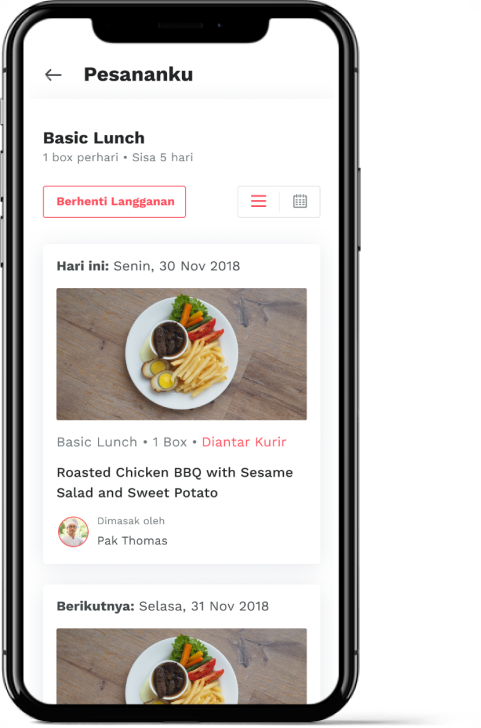 Pesananku
Basic Lunch
1 box perhari • Sisa 5 hari
Berhenti Langganan
Hari ini: Senin, 30 Nov 2018
Basic Lunch • 1 Box • Diantar Kurir
Roasted Chicken BBQ with Sesame
Salad and Sweet Potato
Dimasak oleh
Pak Thomas
Berikutnya: Selasa, 31 Nov 2018